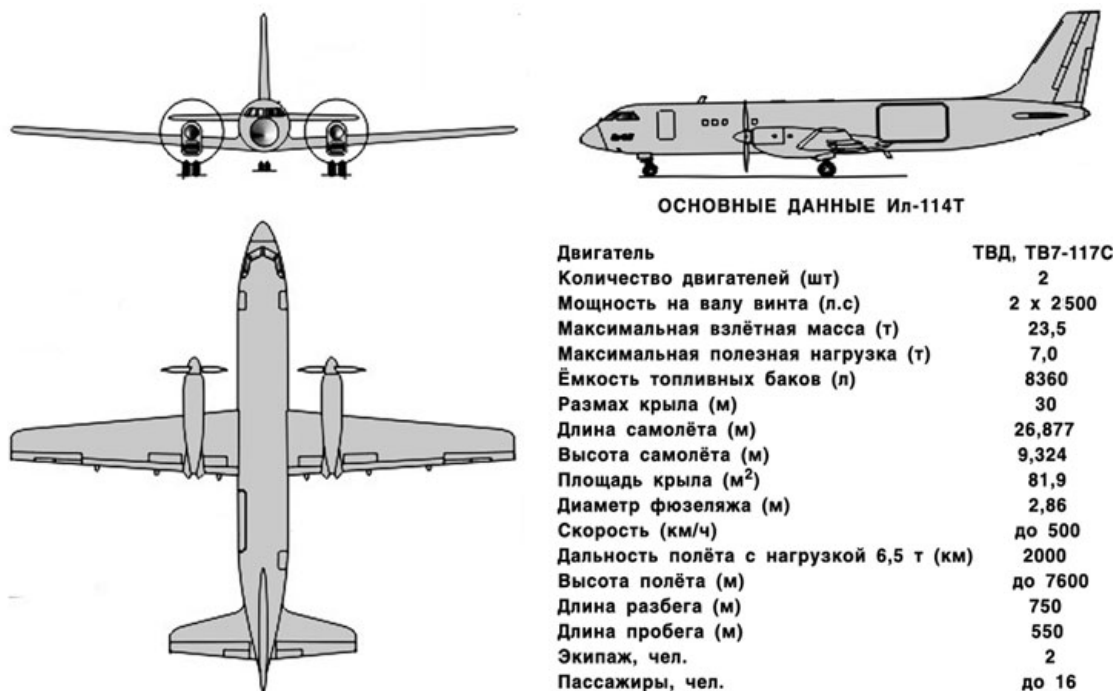 ОСНОВНЫЕ ДАННЫЕ Ил-114Т
Двигатель ТВД, ТВ7-117С
Количество двигателей (шт) 2
Мощность на валу винта (л.с) 2 х 2500
Максимальная взлётная масса (т) 23,5
Максимальная полезная нагрузка (т) 7,0
Ёмкость топливных баков (л) 8360
Размах крыла (м) 30
Длина самолёта (м) 26,877
Высота самолёта (м) 9,324
Площадь крыла (м²) 81,9
Диаметр фюзеляжа (м) 2,86
Скорость (км/ч) до 500
Дальность полёта с нагрузкой 6,5 т (км) 2000
Высота полёта (м) до 7600
Длина разбега (м) 750
Длина пробега (м) 550
Экипаж, чел. 2
Пассажиры, чел. до 16